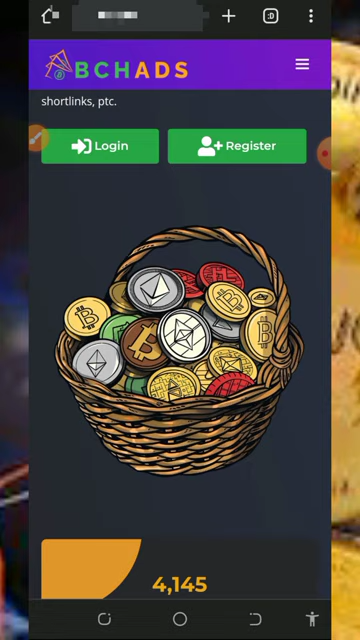 :D
BCHADS
shortlinks, ptc.
Login
Register
4,145